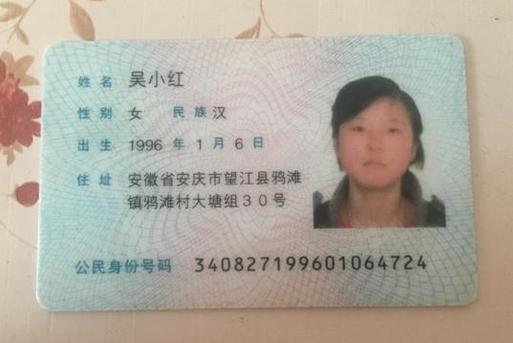 姓名 吴小红
性别 女 民族 汉
出生 1996 年 1 月 6 日
住址 安徽省安庆市望江县鸦滩
镇鸦滩村大塘组30号
公民身份号码 340827199601064724